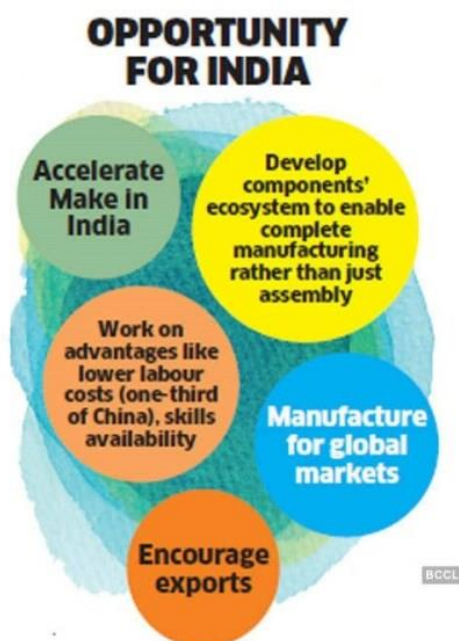 OPPORTUNITY
FOR INDIA
Accelerate
Make in
India
Develop
components'
ecosystem to enable
complete
manufacturing
rather than just
assembly
Work on
advantages like
lower labour
costs (one-third
of China), skills
availability
Manufacture
for global
markets
Encourage
exports
BCCL